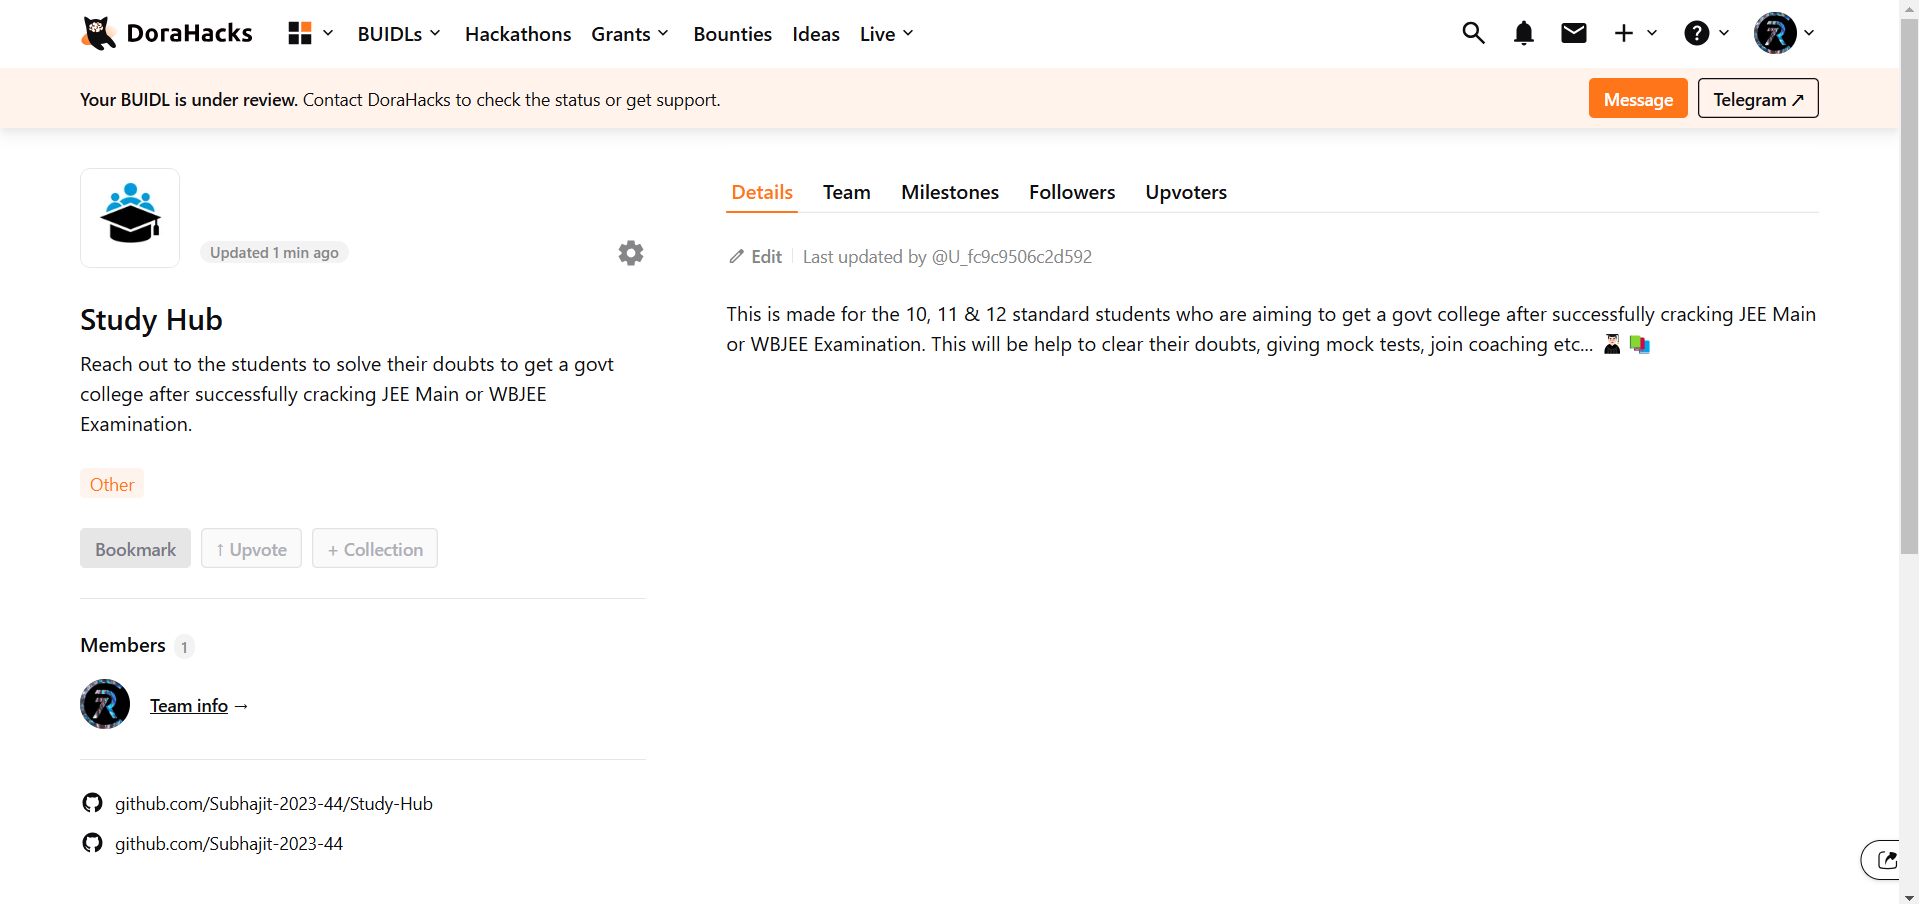 DoraHacks
BUIDLs
Hackathons
Grants
Bounties
Ideas
Live
Your BUIDL is under review. Contact DoraHacks to check the status or get support.
Message
Telegram ↗
Updated 1 min ago
Study Hub
Reach out to the students to solve their doubts to get a govt
college after successfully cracking JEE Main or WBJEE
Examination.
Other
Bookmark
↑ Upvote
+ Collection
Members 1
Team info →
github.com/Subhajit-2023-44/Study-Hub
github.com/Subhajit-2023-44
Details
Team
Milestones
Followers
Upvoters
Edit
Last updated by @U_fc9c9506c2d592
This is made for the 10, 11 & 12 standard students who are aiming to get a govt college after successfully cracking JEE Main
or WBJEE Examination. This will be help to clear their doubts, giving mock tests, join coaching etc... 👨‍🎓 📚